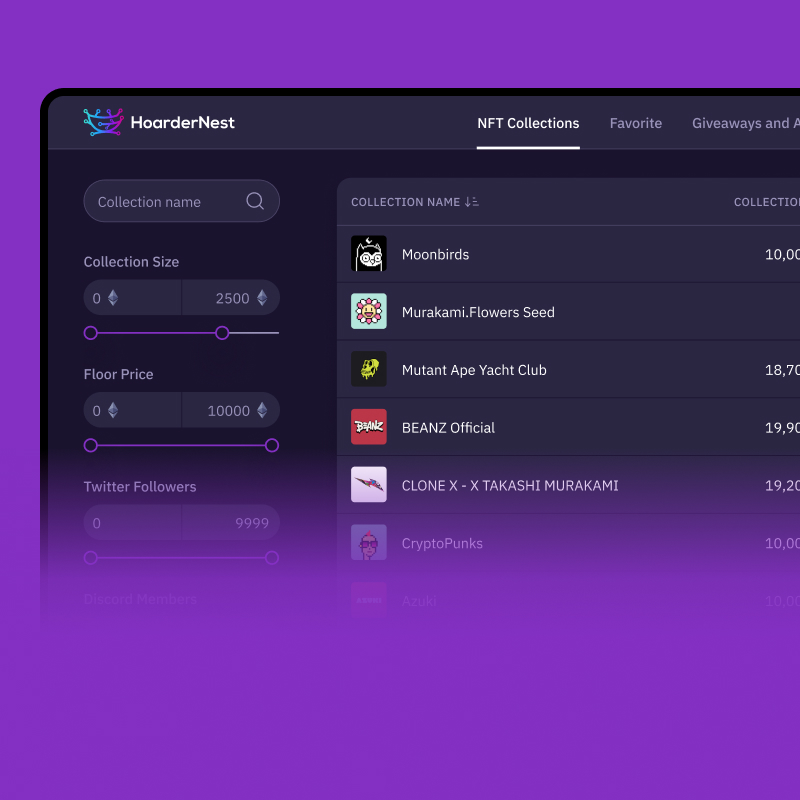 HoarderNest
NFT Collections
Favorite
Giveaways and A
Collection name
Collection Size
0
2500
Floor Price
0
10000
Twitter Followers
0
9999
Discord Members
COLLECTION NAME
COLLECTIO
Moonbirds
10,00
Murakami.Flowers Seed
Mutant Ape Yacht Club
18,70
BEANZ
BEANZ Official
19,90
CLONE X - X TAKASHI MURAKAMI
19,20
CryptoPunks
10,00
Azuki
10,00